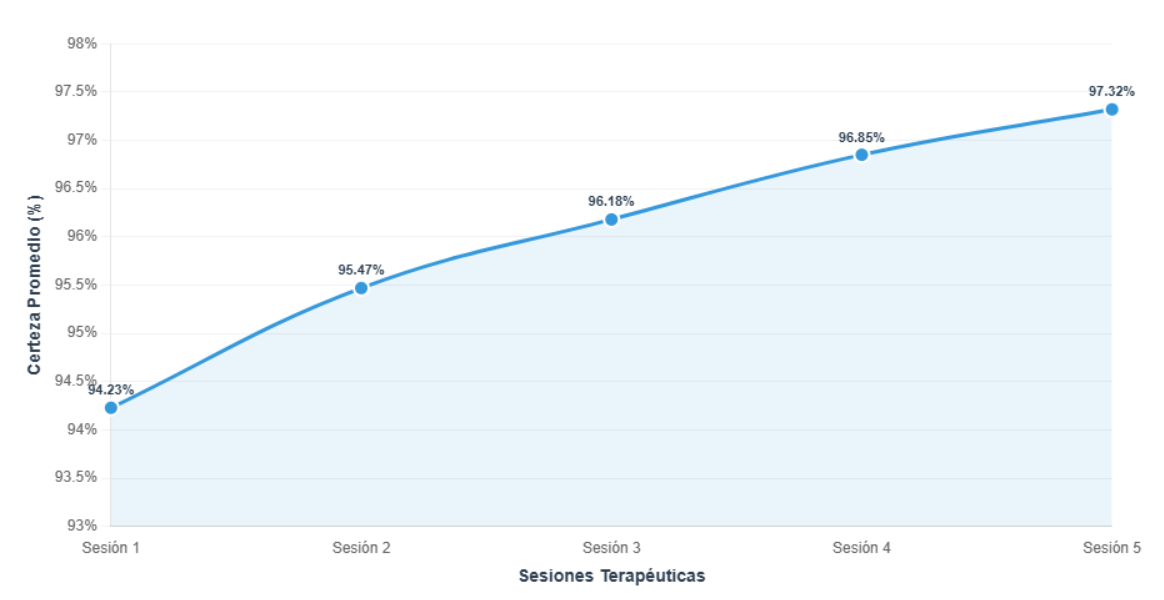 98%
97.5%
97%
96.5%
96%
95.5%
95%
94.5%
94%
93.5%
93%
Certeza Promedio (%)
94.23%
95.47%
96.18%
96.85%
97.32%
Sesión 1
Sesión 2
Sesión 3
Sesión 4
Sesión 5
Sesiones Terapéuticas